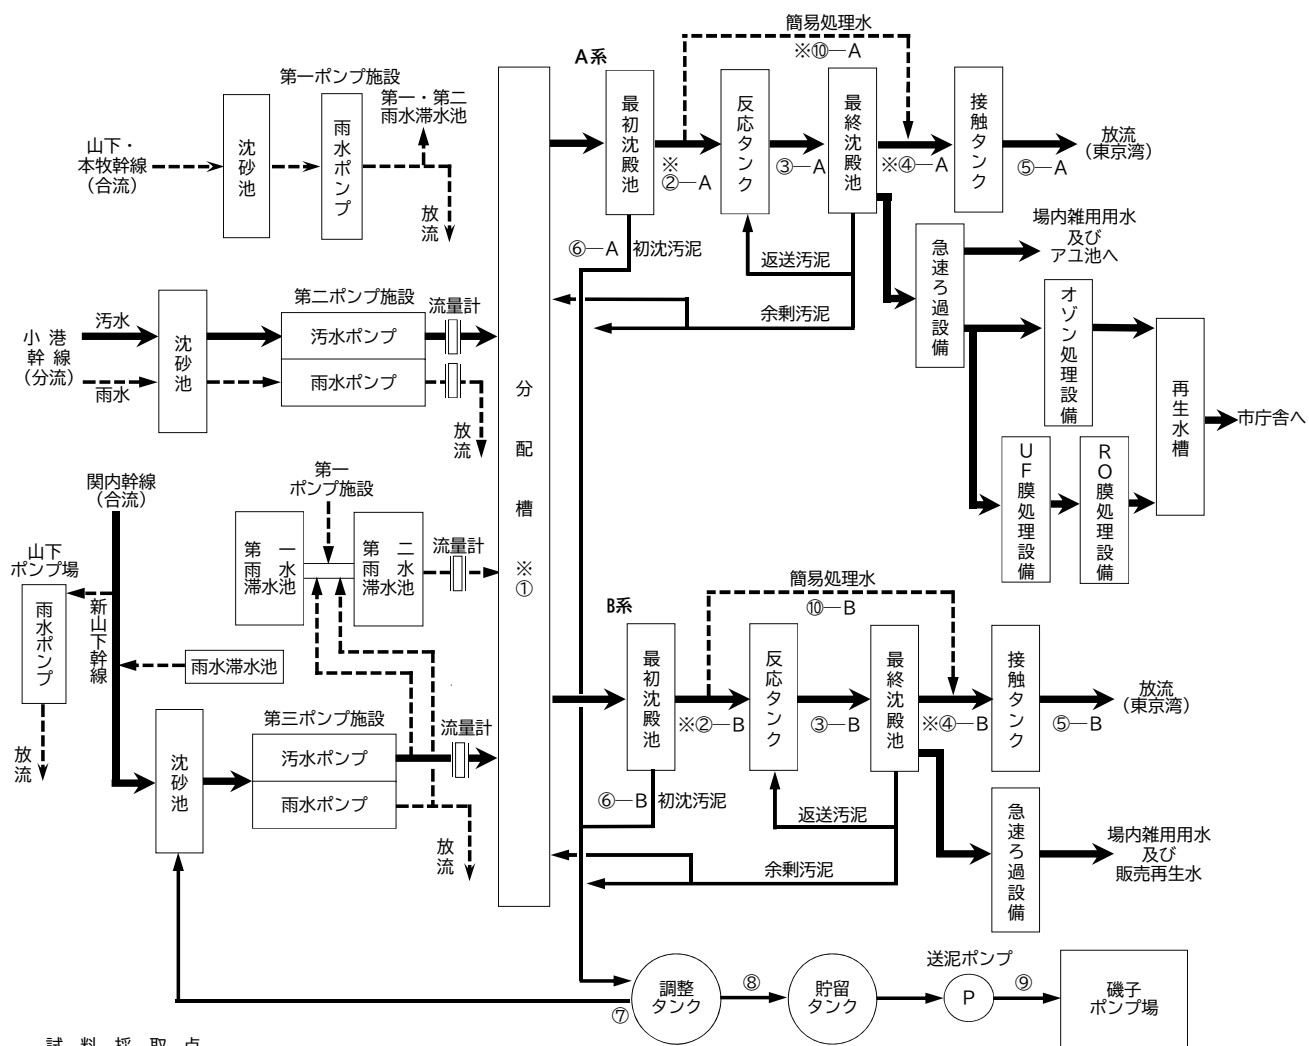 簡易処理水
※⑩―A
A系
第一ポンプ施設
第一・第二
雨水滞水池
山下・
本牧幹線
(合流)
沈砂池
雨水ポンプ
放流
最初沈殿池
※
②―A
反応タンク
③―A
最終沈殿池
※④―A
接触タンク
⑤―A
放流
(東京湾)
⑥―A
初沈汚泥
返送汚泥
余剰汚泥
急速ろ過設備
場内雑用用水
及び
アユ池へ
オゾン処理設備
UF膜処理設備
RO膜処理設備
再生水槽
市庁舎へ
第二ポンプ施設
流量計
小港
幹線
(分流)
汚水
雨水
沈砂池
汚水ポンプ
雨水ポンプ
放流
分配槽
※
①
関内幹線
(合流)
第一
ポンプ施設
第一
雨水
滞水池
第二
雨水
滞水池
流量計
山下
ポンプ場
雨水ポンプ
新山下幹線
雨水滞水池
放流
沈砂池
第三ポンプ施設
汚水ポンプ
雨水ポンプ
流量計
放流
簡易処理水
⑩―B
B系
最初沈殿池
※②―B
反応タンク
③―B
最終沈殿池
※④―B
接触タンク
⑤―B
放流
(東京湾)
⑥―B
初沈汚泥
返送汚泥
余剰汚泥
急速ろ過設備
場内雑用用水
及び
販売再生水
調整
タンク
⑦
⑧
貯留
タンク
送泥ポンプ
P
⑨
磯子
ポンプ場
試料採取点